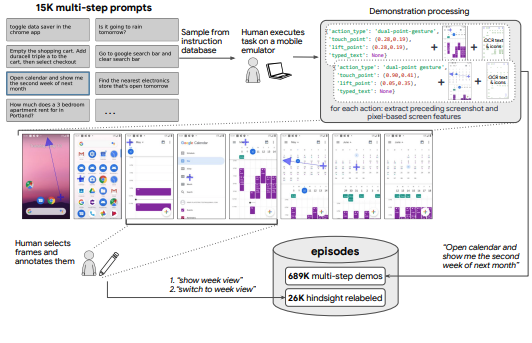 15K multi-step prompts
toggle data saver in the
chrome app
Is it going to rain
tomorrow?
Empty the shopping cart. Add
duracel triple a to the
cart, then select checkout
Go to google search bar and
clear search bar
Open calendar and show me
the second week of next
month
Find the nearest electronics
store that's open tomorrow
How much does a 3 bedroom
apartment rent for in
Portland?
...
Sample from
instruction
database
Human executes
task on a mobile
emulator
Demonstration processing
{'action_type': 'dual-point-gesture',
'touch_point': (0.28,0.19),
'lift_point': (0.28,0.19),
'typed_text': None}
+
+
OCR text
& icons
{'action_type': 'dual-point gesture',
'touch_point': (0.90,0.41),
'lift_point': (0.05,0.35),
'typed_text': None}
+
+
OCR text
& icons
for each action: extract preceding screenshot and
pixel-based screen features
Google Calendar
Human selects
frames and
annotates them
1. "show week view"
2."switch to week view"
episodes
689K multi-step demos
26K hindsight relabeled
"Open calendar and
show me the second
week of next month"